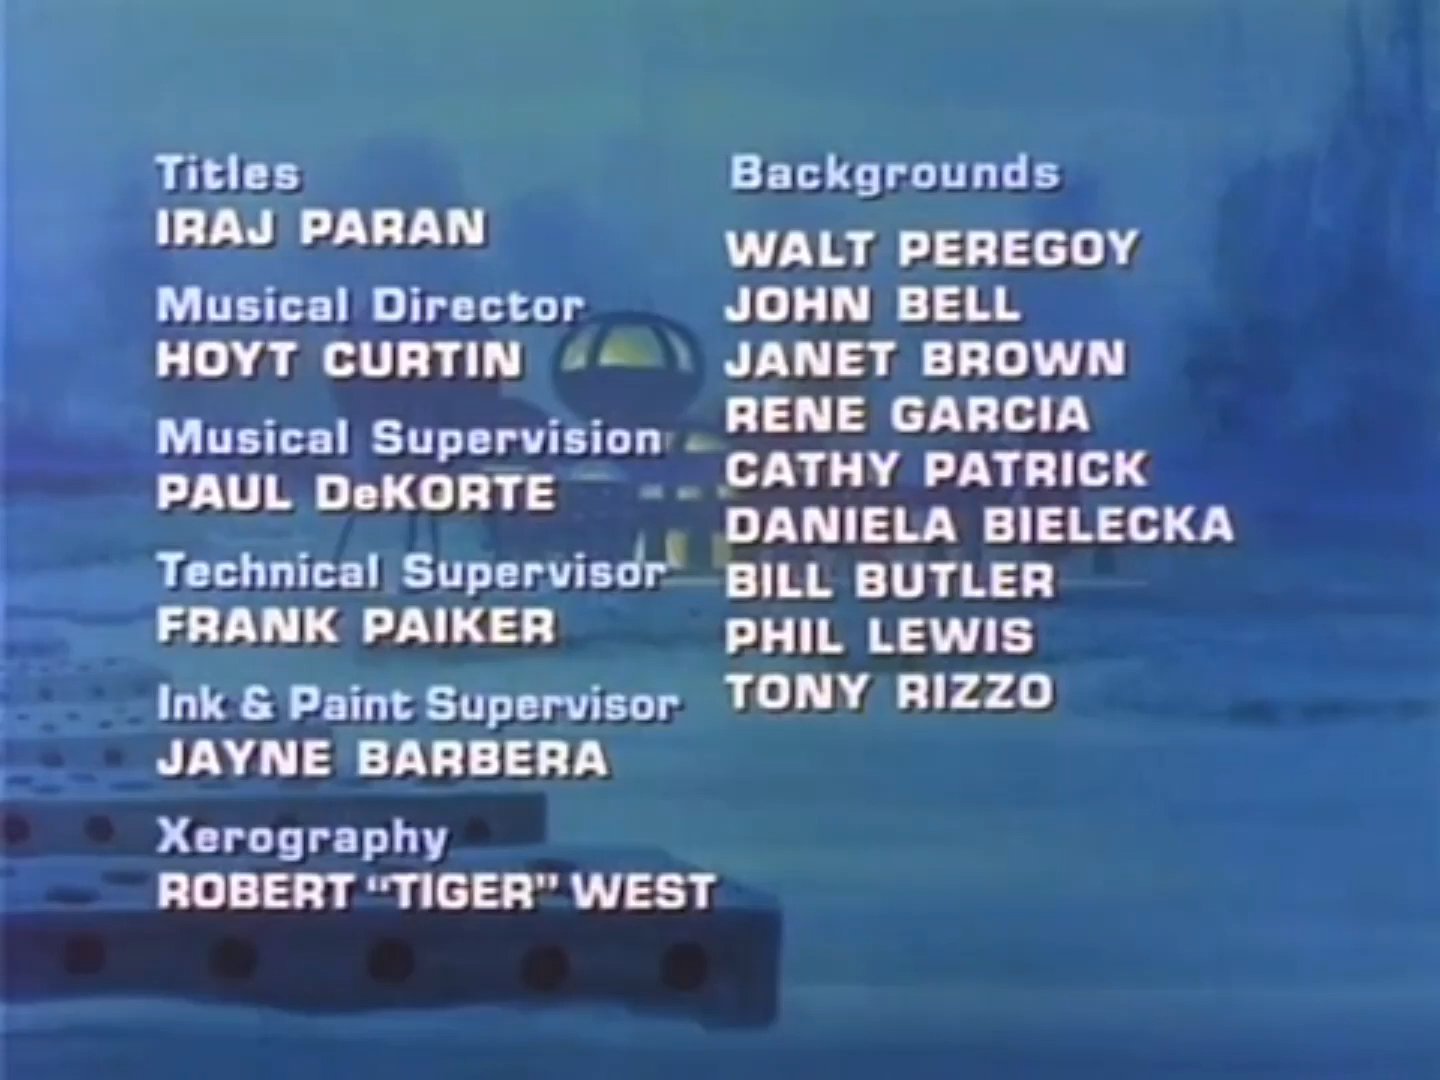 Titles
IRAJ PARAN
Musical Director
HOYT CURTIN
Musical Supervision
PAUL DeKORTE
Technical Supervisor
FRANK PAIKER
Ink & Paint Supervisor
JAYNE BARBERA
Xerography
ROBERT “TIGER” WEST
Backgrounds
WALT PEREGOY
JOHN BELL
JANET BROWN
RENE GARCIA
CATHY PATRICK
DANIELA BIELECKA
BILL BUTLER
PHIL LEWIS
TONY RIZZO